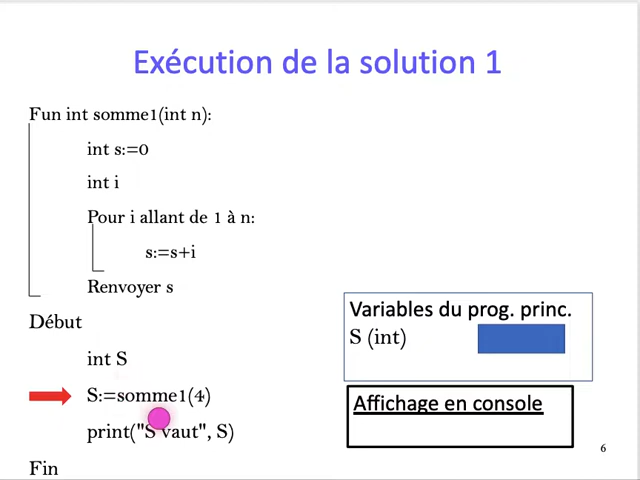 Exécution de la solution 1
Fun int somme1(int n):
int s:=0
int i
Pour i allant de 1 à n:
s:=s+i
Renvoyer s
Début
int S
S:=somme1(4)
print("S vaut", S)
Fin
Variables du prog. princ.
S (int)
Affichage en console
6